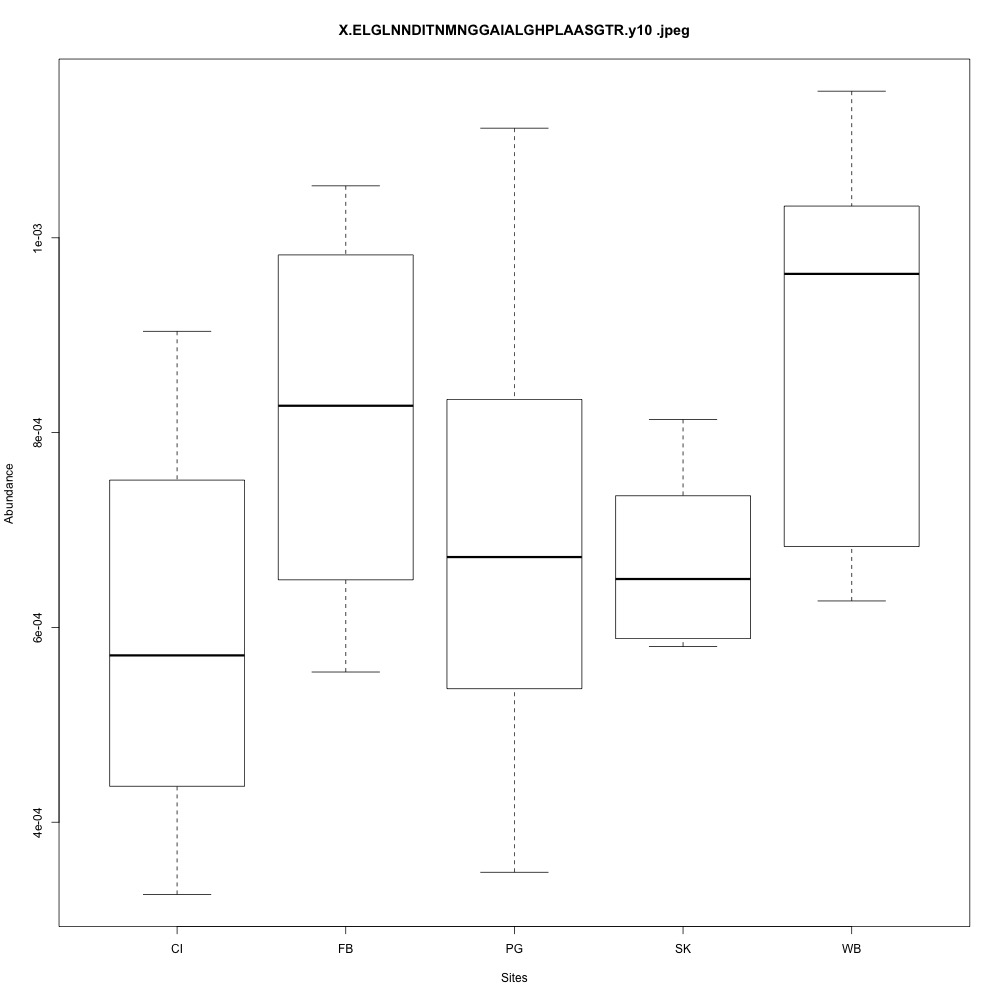 X.ELGLNNDITNMNGGAIALGHPLAASGTR.y10 .jpeg
1e-03
8e-04
6e-04
4e-04
Abundance
CI FB PG SK WB
Sites